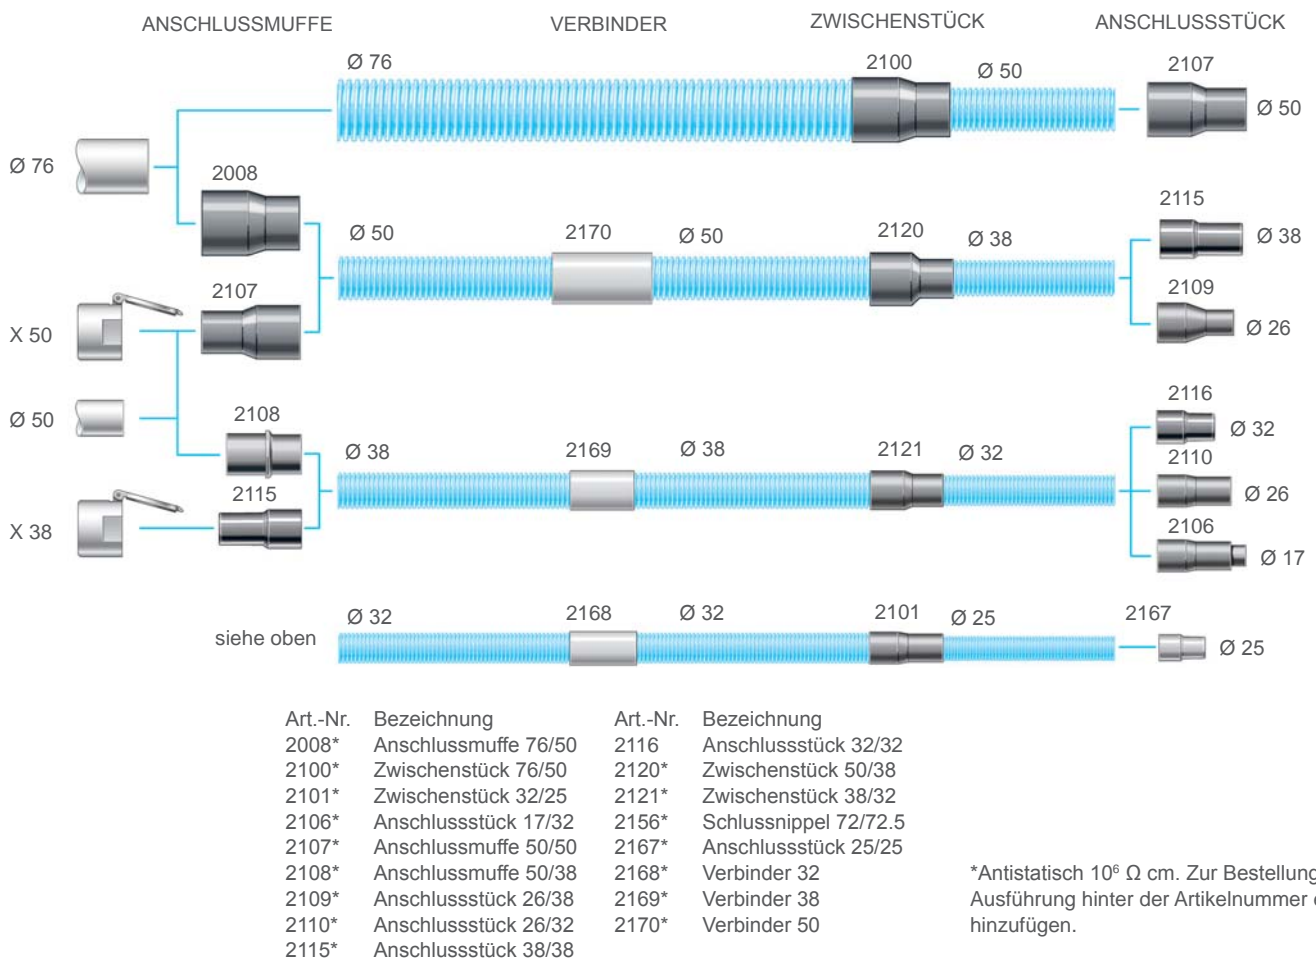 ANSCHLUSSMUFFE VERBINDER ZWISCHENSTÜCK ANSCHLUSSSTÜCK
Ø 76 2100 Ø 50 2107
Ø 50
Ø 76
2008
2115
Ø 50 2170 Ø 50 2120 Ø 38
Ø 38
2107
2109
X 50
Ø 26
2116
Ø 50
2108
Ø 32
Ø 38 2169 Ø 38 2121 Ø 32
2110
2115
Ø 26
X 38
2106
Ø 17
Ø 32 2168 Ø 32 2101 Ø 25 2167
siehe oben
Ø 25
Art.-Nr. Bezeichnung Art.-Nr. Bezeichnung
2008* Anschlussmuffe 76/50 2116 Anschlussstück 32/32
2100* Zwischenstück 76/50 2120* Zwischenstück 50/38
2101* Zwischenstück 32/25 2121* Zwischenstück 38/32
2106* Anschlussstück 17/32 2156* Schlussnippel 72/72.5
2107* Anschlussmuffe 50/50 2167* Anschlussstück 25/25
2108* Anschlussmuffe 50/38 2168* Verbinder 32
2109* Anschlussstück 26/38 2169* Verbinder 38
2110* Anschlussstück 26/32 2170* Verbinder 50
2115* Anschlussstück 38/38
*Antistatisch 10⁶ Ω cm. Zur Bestellung
Ausführung hinter der Artikelnummer
hinzufügen.